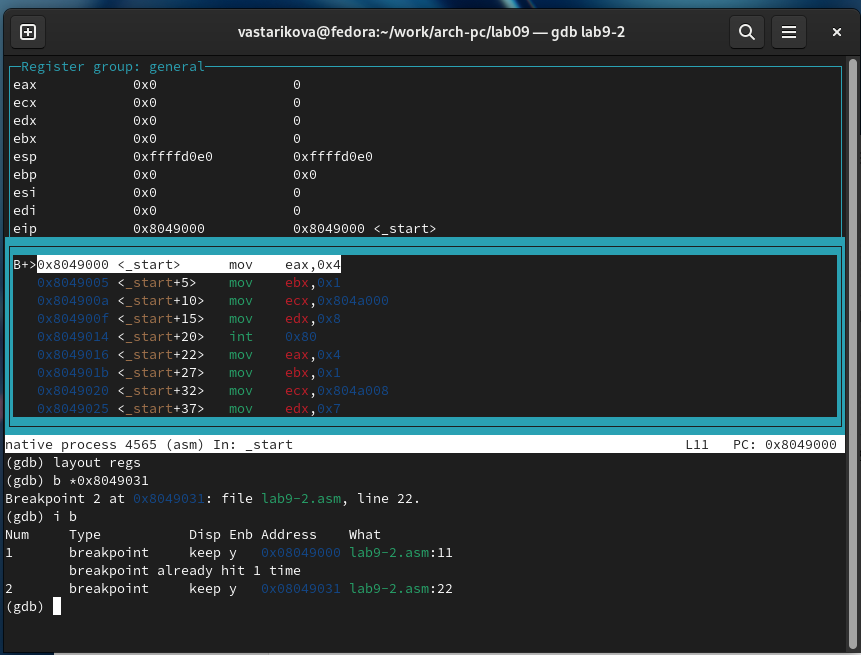 vastarikova@fedora:~/work/arch-pc/lab09 — gdb lab9-2
Register group: general
eax 0x0 0
ecx 0x0 0
edx 0x0 0
ebx 0x0 0
esp 0xffffd0e0 0xffffd0e0
ebp 0x0 0x0
esi 0x0 0
edi 0x0 0
eip 0x8049000 0x8049000 <_start>
B+>0x8049000 <_start> mov eax,0x4
0x8049005 <_start+5> mov ebx,0x1
0x804900a <_start+10> mov ecx,0x804a000
0x804900f <_start+15> mov edx,0x8
0x8049014 <_start+20> int 0x80
0x8049016 <_start+22> mov eax,0x4
0x804901b <_start+27> mov ebx,0x1
0x8049020 <_start+32> mov ecx,0x804a008
0x8049025 <_start+37> mov edx,0x7
native process 4565 (asm) In: _start L11 PC: 0x8049000
(gdb) layout regs
(gdb) b *0x8049031
Breakpoint 2 at 0x8049031: file lab9-2.asm, line 22.
(gdb) i b
Num Type Disp Enb Address What
1 breakpoint keep y 0x08049000 lab9-2.asm:11
breakpoint already hit 1 time
2 breakpoint keep y 0x08049031 lab9-2.asm:22
(gdb)